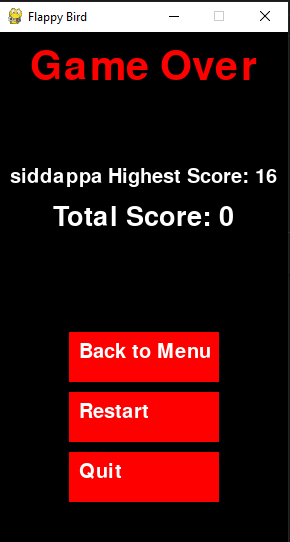 Flappy Bird
Game Over
siddappa Highest Score: 16
Total Score: 0
Back to Menu
Restart
Quit